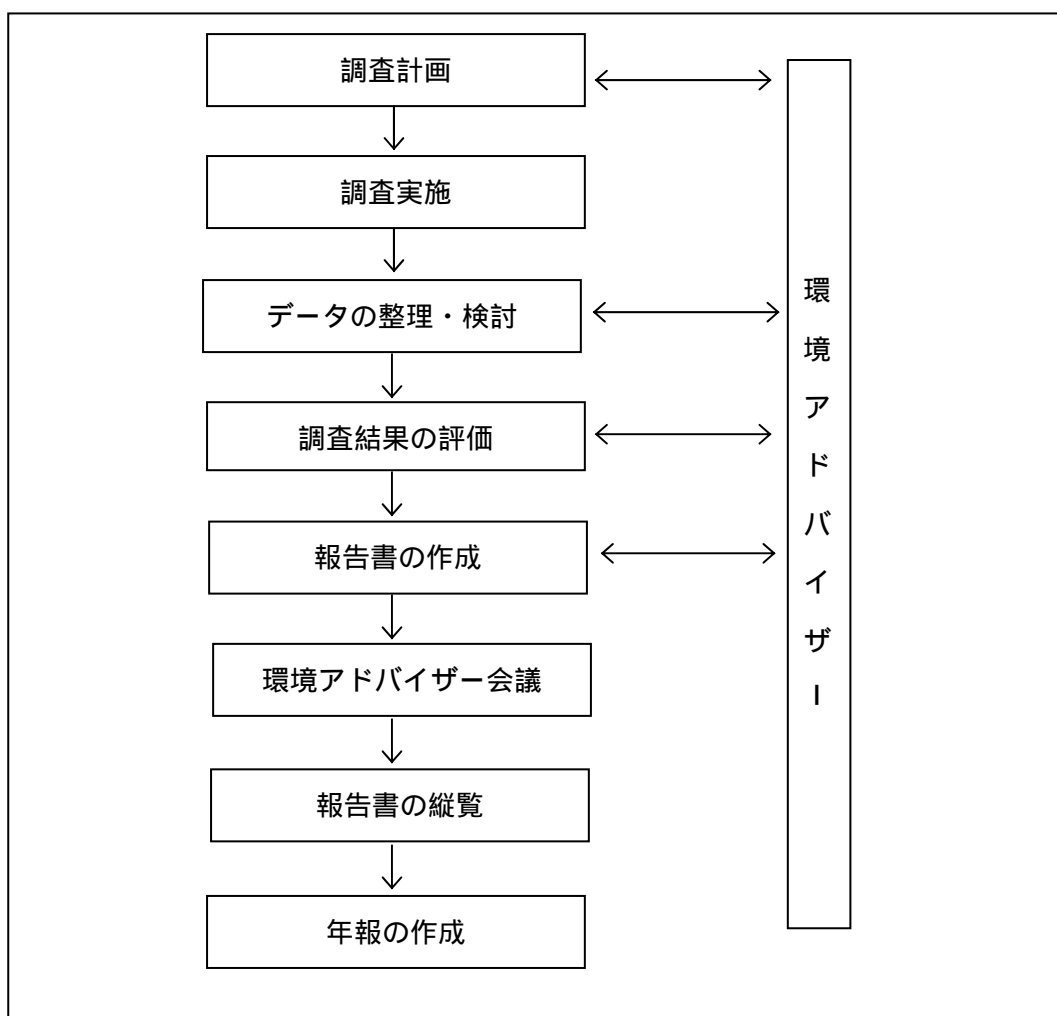 調査計画
調査実施
データの整理・検討
調査結果の評価
報告書の作成
環境アドバイザー会議
報告書の縦覧
年報の作成
環境アドバイザー